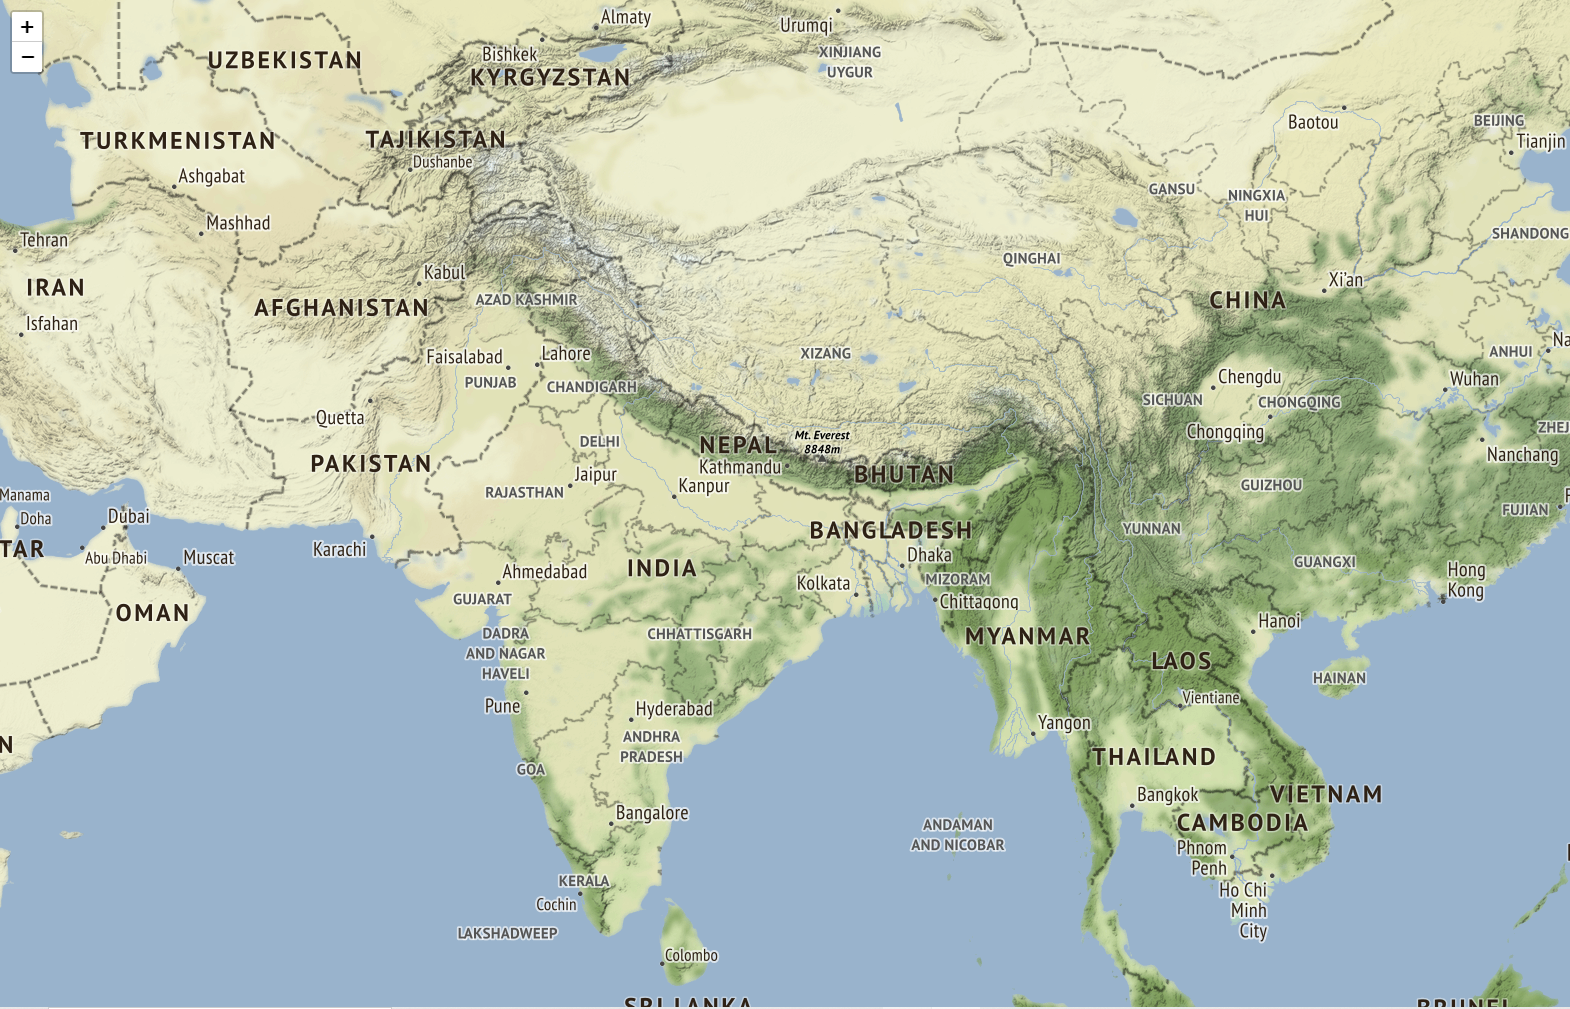 +
−
Almaty
Urumqi
Bishkek
XINJIANG
UYGUR
UZBEKISTAN
KYRGYZSTAN
Baotou
BEIJING
Tianjin
TURKMENISTAN
TAJIKISTAN
Dushanbe
Ashgabat
GANSU
NINGXIA
HUI
Mashhad
SHANDONG
Tehran
QINGHAI
Kabul
Xi'an
IRAN
AFGHANISTAN
AZAD KASHMIR
CHINA
Isfahan
Faisalabad
Lahore
XIZANG
ANHUI
Na
PUNJAB
CHANDIGARH
Chengdu
Wuhan
SICHUAN
CHONGQING
Quetta
Chongqing
ZHEJ
DELHI
NEPAL
Mt. Everest
8848m
Nanchang
PAKISTAN
Kathmandu
BHUTAN
Jaipur
Kanpur
RAJASTHAN
GUIZHOU
Manama
Doha
Dubai
FUJIAN
F
BANGLADESH
YUNNAN
TAR
Abu Dhabi
Muscat
Karachi
Dhaka
INDIA
Ahmedabad
Kolkata
MIZORAM
GUANGXI
Hong
Kong
GUJARAT
Chittagong
OMAN
Hanoi
DADRA
AND NAGAR
HAVELI
CHHATTISGARH
MYANMAR
LAOS
HAINAN
Pune
Hyderabad
Vientiane
Yangon
N
ANDHRA
PRADESH
THAILAND
GOA
Bangkok
VIETNAM
Bangalore
CAMBODIA
ANDAMAN
AND NICOBAR
Phnom
Penh
KERALA
Ho Chi
Minh
City
Cochin
LAKSHADWEEP
Colombo
SRI LANKA
BRUNEI